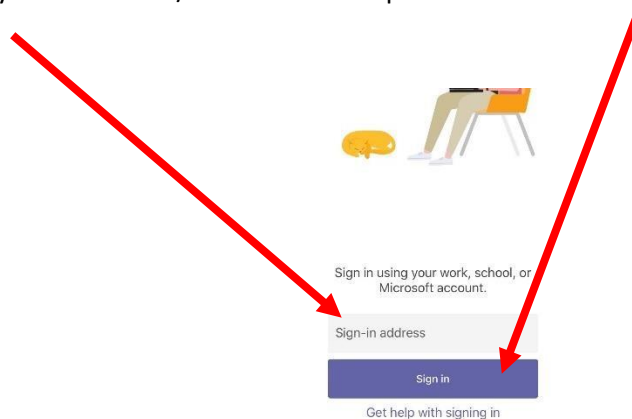 Sign in using your work, school, or
Microsoft account.
Sign-in address
Sign in
Get help with signing in